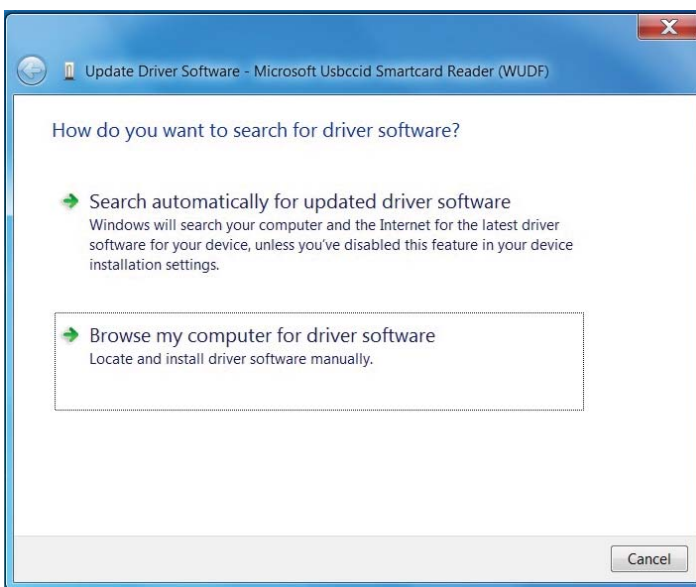 X
Update Driver Software - Microsoft Usbccid Smartcard Reader (WUDF)
How do you want to search for driver software?
Search automatically for updated driver software
Windows will search your computer and the Internet for the latest driver
software for your device, unless you've disabled this feature in your device
installation settings.
Browse my computer for driver software
Locate and install driver software manually.
Cancel